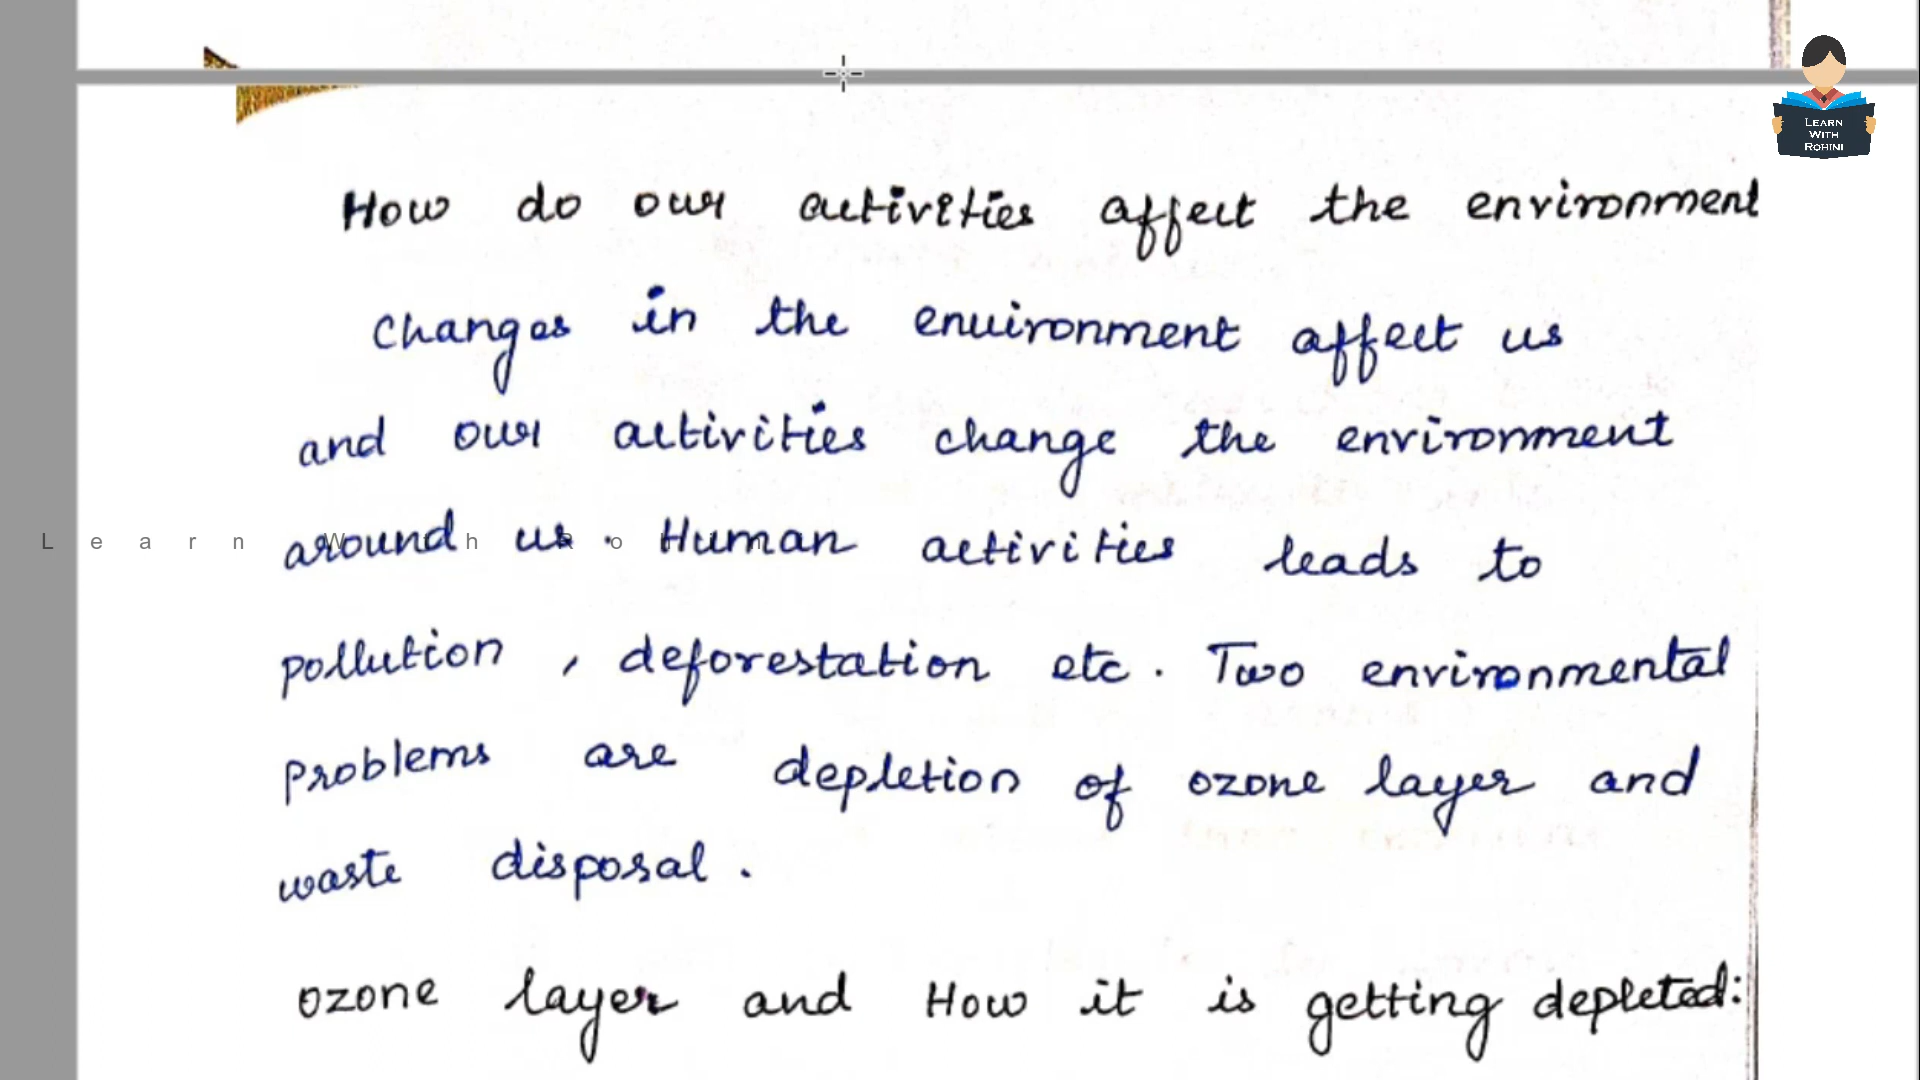 LEARN
WITH
ROHINI
How do our activities affect the environment
Changes in the environment affect us
and our activities change the environment
around us. Human activities leads to
Learn With Rohini
pollution, deforestation etc. Two environmental
Problems are depletion of ozone layer and
waste disposal.
ozone layer and How it is getting depleted: